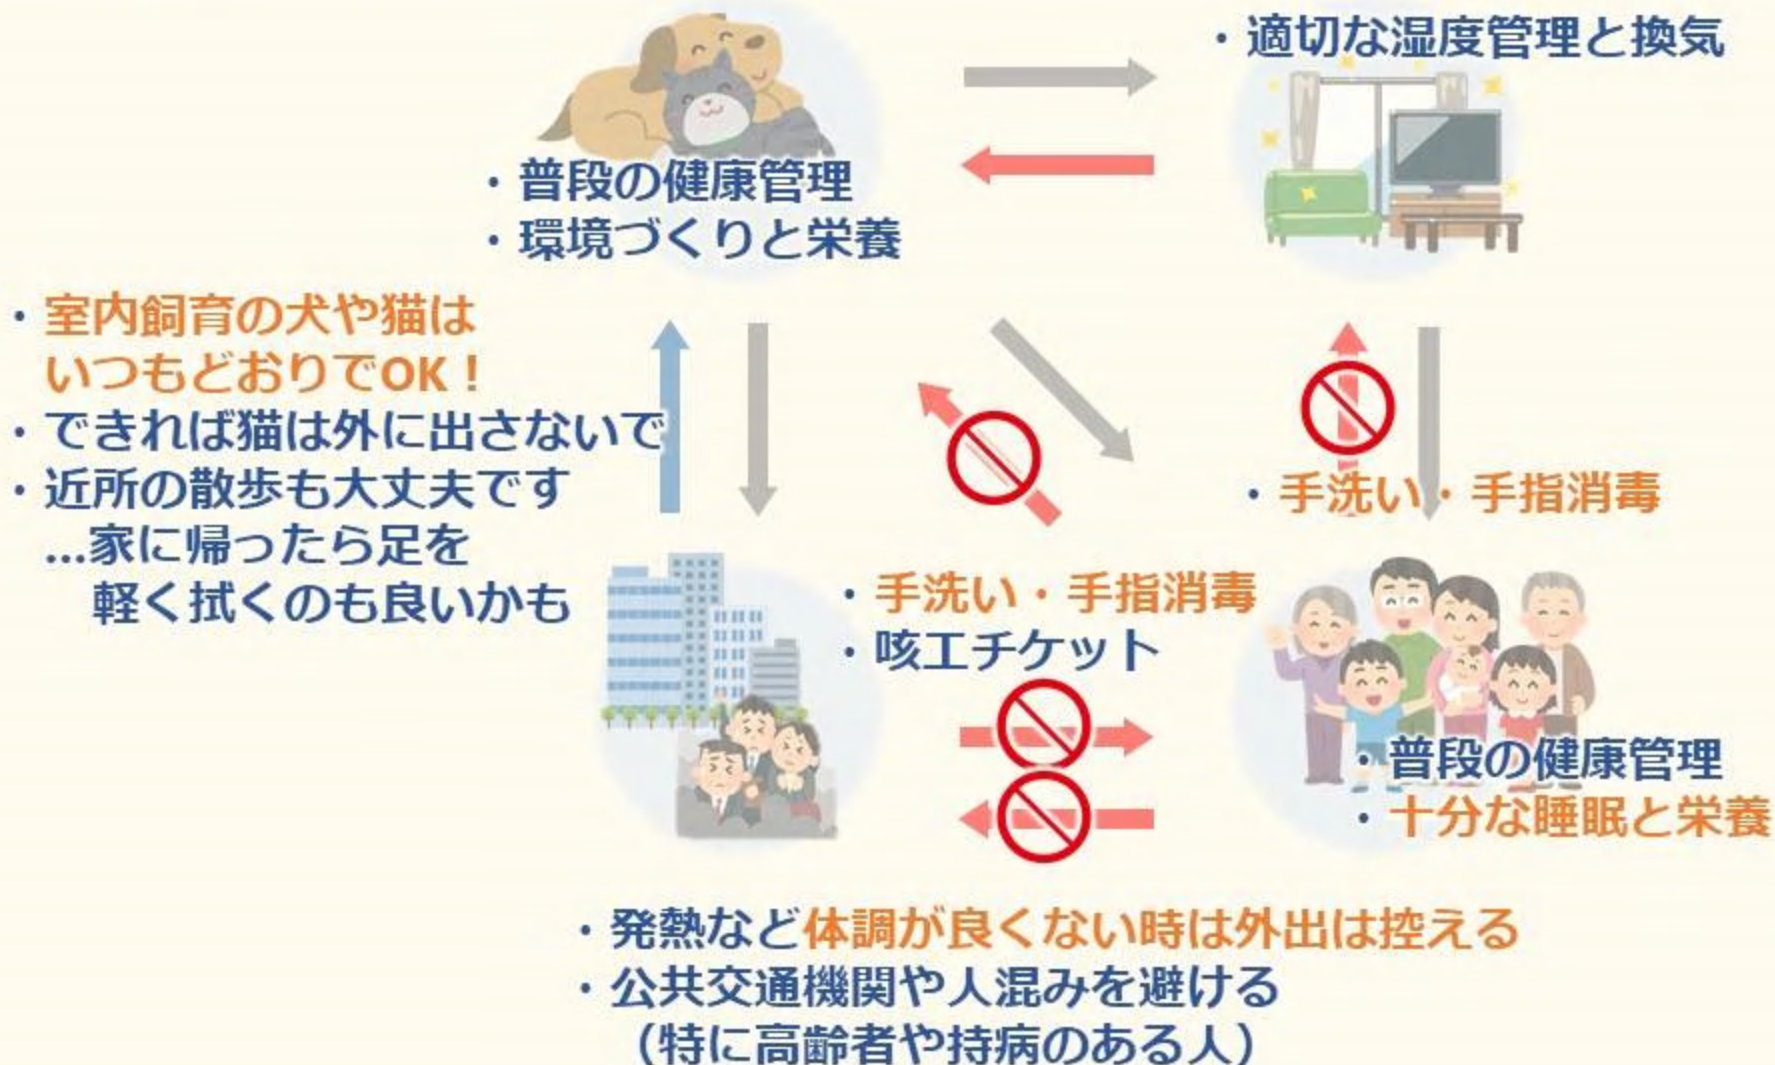 ・適切な湿度管理と換気
・普段の健康管理
・環境づくりと栄養
・室内飼育の犬や猫は
いつもどおりでOK！
・できれば猫は外に出さないで
・近所の散歩も大丈夫です
…家に帰ったら足を
軽く拭くのも良いかも
・手洗い・手指消毒
・手洗い・手指消毒
・咳エチケット
・普段の健康管理
・十分な睡眠と栄養
・発熱など体調が良くない時は外出は控える
・公共交通機関や人混みを避ける
（特に高齢者や持病のある人）